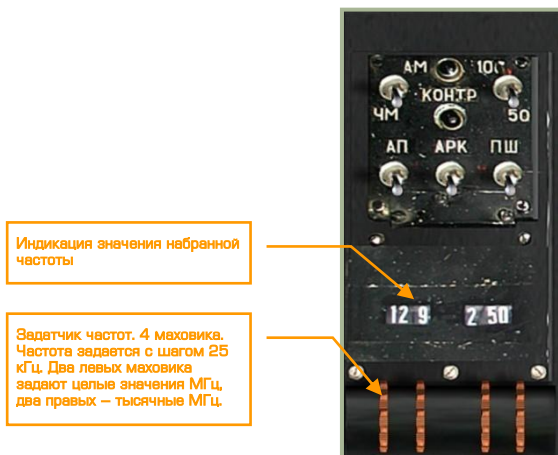 АМ 100
КОНТР
ЧМ 50
АП АРК ПШ
Индикация значения набранной
частоты
12 9 2 50
Задатчик частот. 4 маховика.
Частота задается с шагом 25
кГц. Два левых маховика
задают целые значения МГц,
два правых – тысячные МГц.